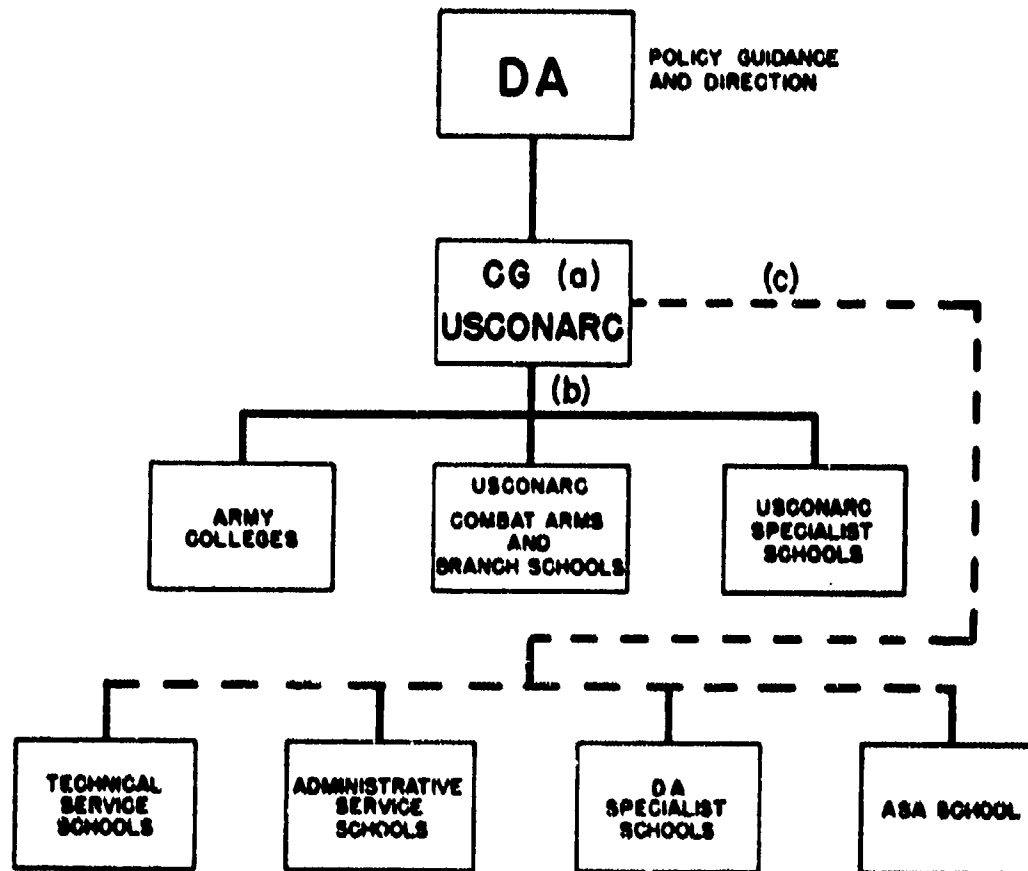 DA
POLICY GUIDANCE
AND DIRECTION
CG (a)
USCONARC
(c)
(b)
ARMY
COLLEGES
USCONARC
COMBAT ARMS
AND
BRANCH SCHOOLS
USCONARC
SPECIALIST
SCHOOLS
TECHNICAL
SERVICE
SCHOOLS
ADMINISTRATIVE
SERVICE
SCHOOLS
DA
SPECIALIST
SCHOOLS
ASA SCHOOL